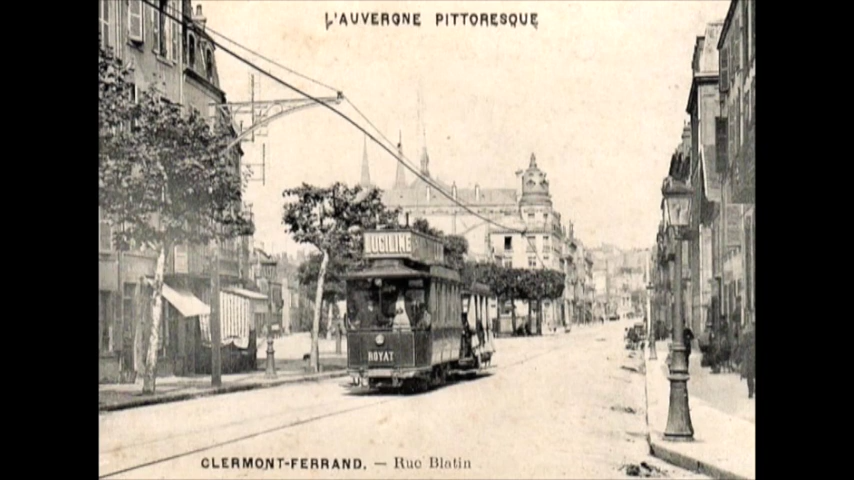 L'AUVERGNE PITTORESQUE
LUCILINE
ROYAT
CLERMONT-FERRAND. — Rue Blatin